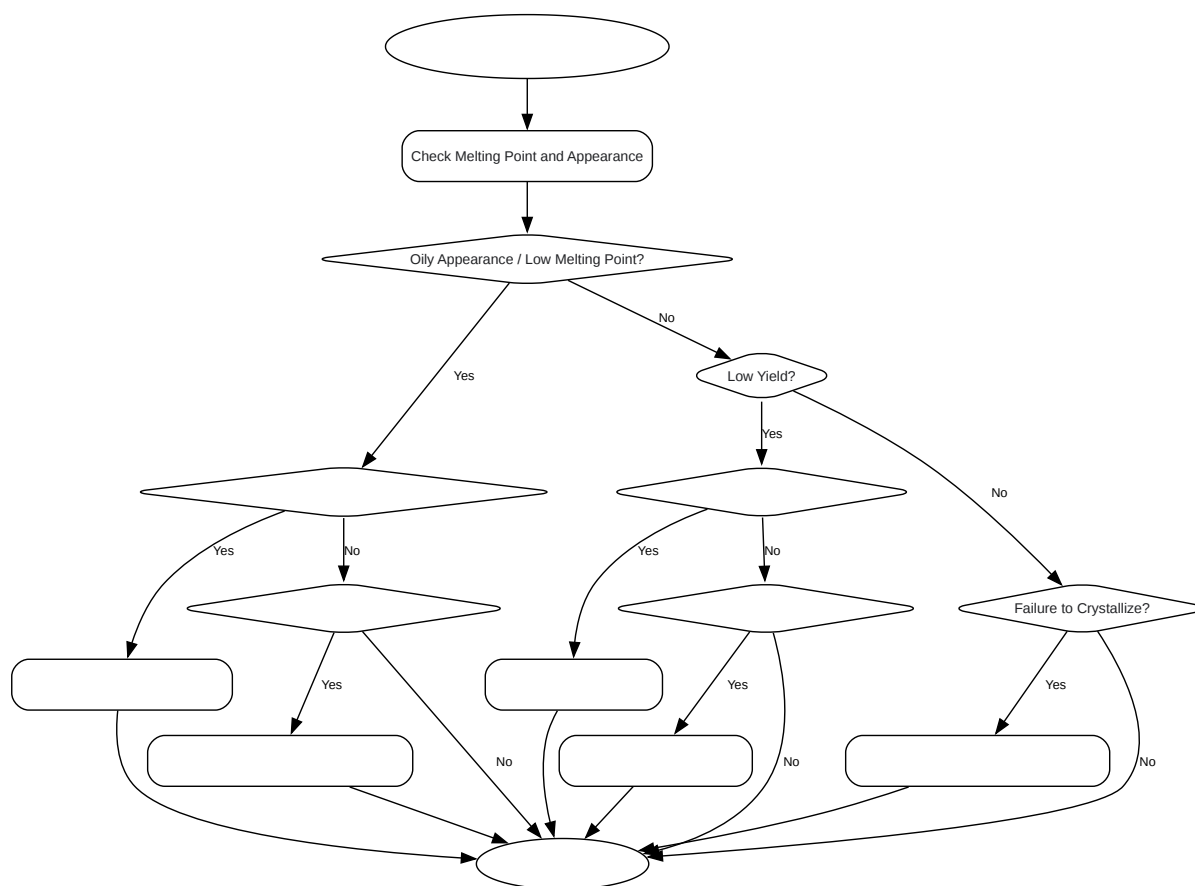 Check Melting Point and Appearance
Oily Appearance / Low Melting Point?
No
Low Yield?
Yes
Yes
No
Yes
No
Yes
No
Failure to Crystallize?
Yes
Yes
Yes
No
No
No